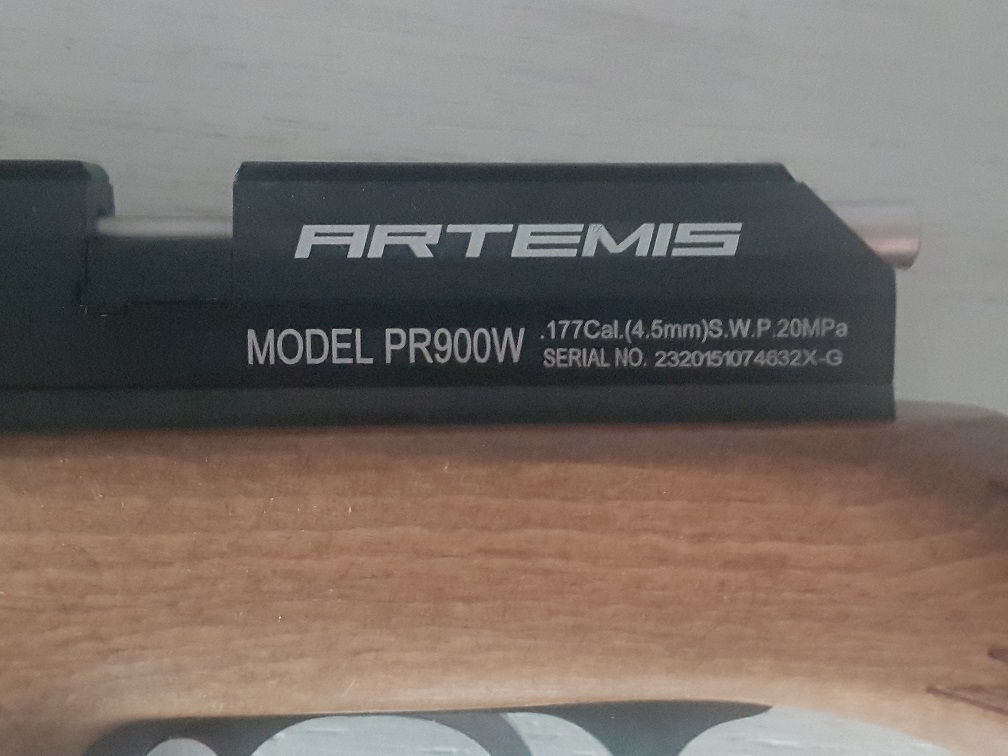 ARTEMIS
MODEL PR900W
.177Cal.(4.5mm)S.W.P.20MPa
SERIAL NO. 2320151074632X-G